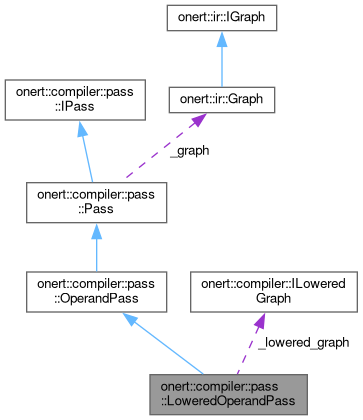 onert::ir::IGraph
onert::compiler::pass
::IPass
onert::ir::Graph
_graph
onert::compiler::pass
::Pass
onert::compiler::pass
::OperandPass
onert::compiler::ILowered
Graph
_lowered_graph
onert::compiler::pass
::LoweredOperandPass